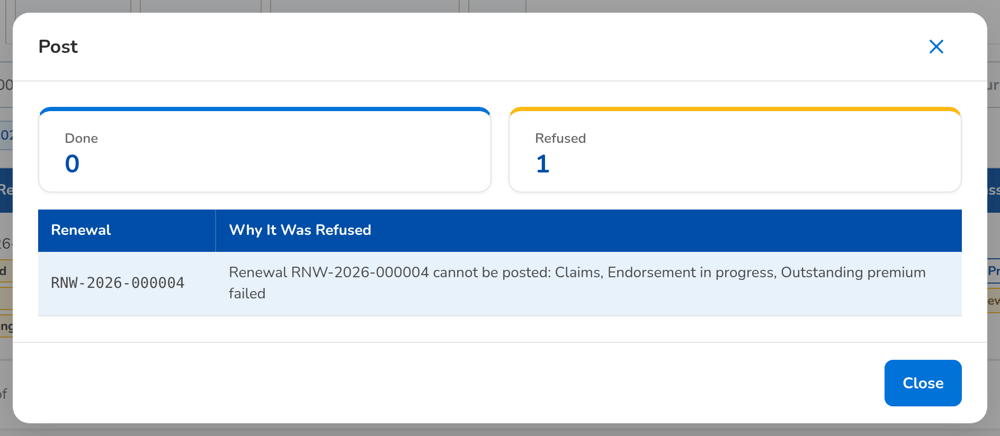 Post
Done
0
Refused
1
Renewal
Why It Was Refused
RNW-2026-000004
Renewal RNW-2026-000004 cannot be posted: Claims, Endorsement in progress, Outstanding premium
failed
Close
of